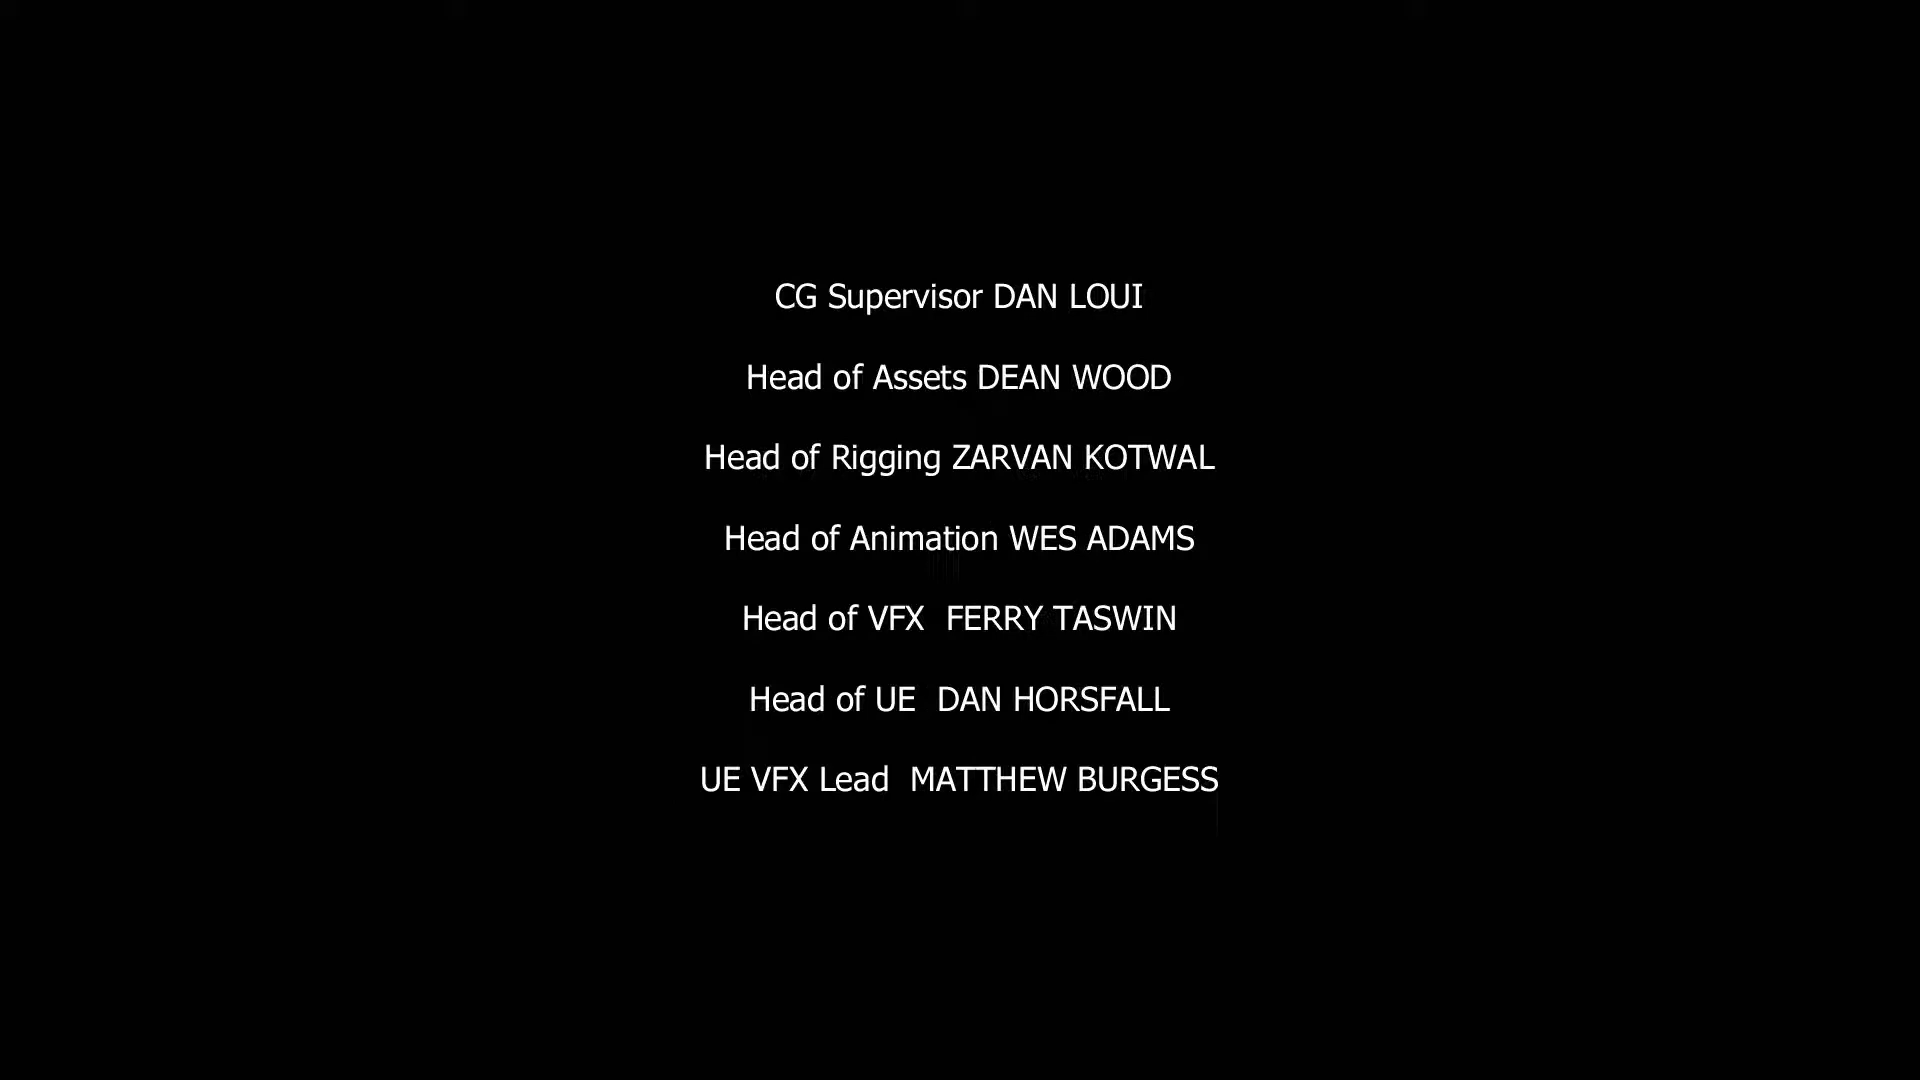 CG Supervisor DAN LOUI
Head of Assets DEAN WOOD
Head of Rigging ZARVAN KOTWAL
Head of Animation WES ADAMS
Head of VFX  FERRY TASWIN
Head of UE  DAN HORSFALL
UE VFX Lead  MATTHEW BURGESS